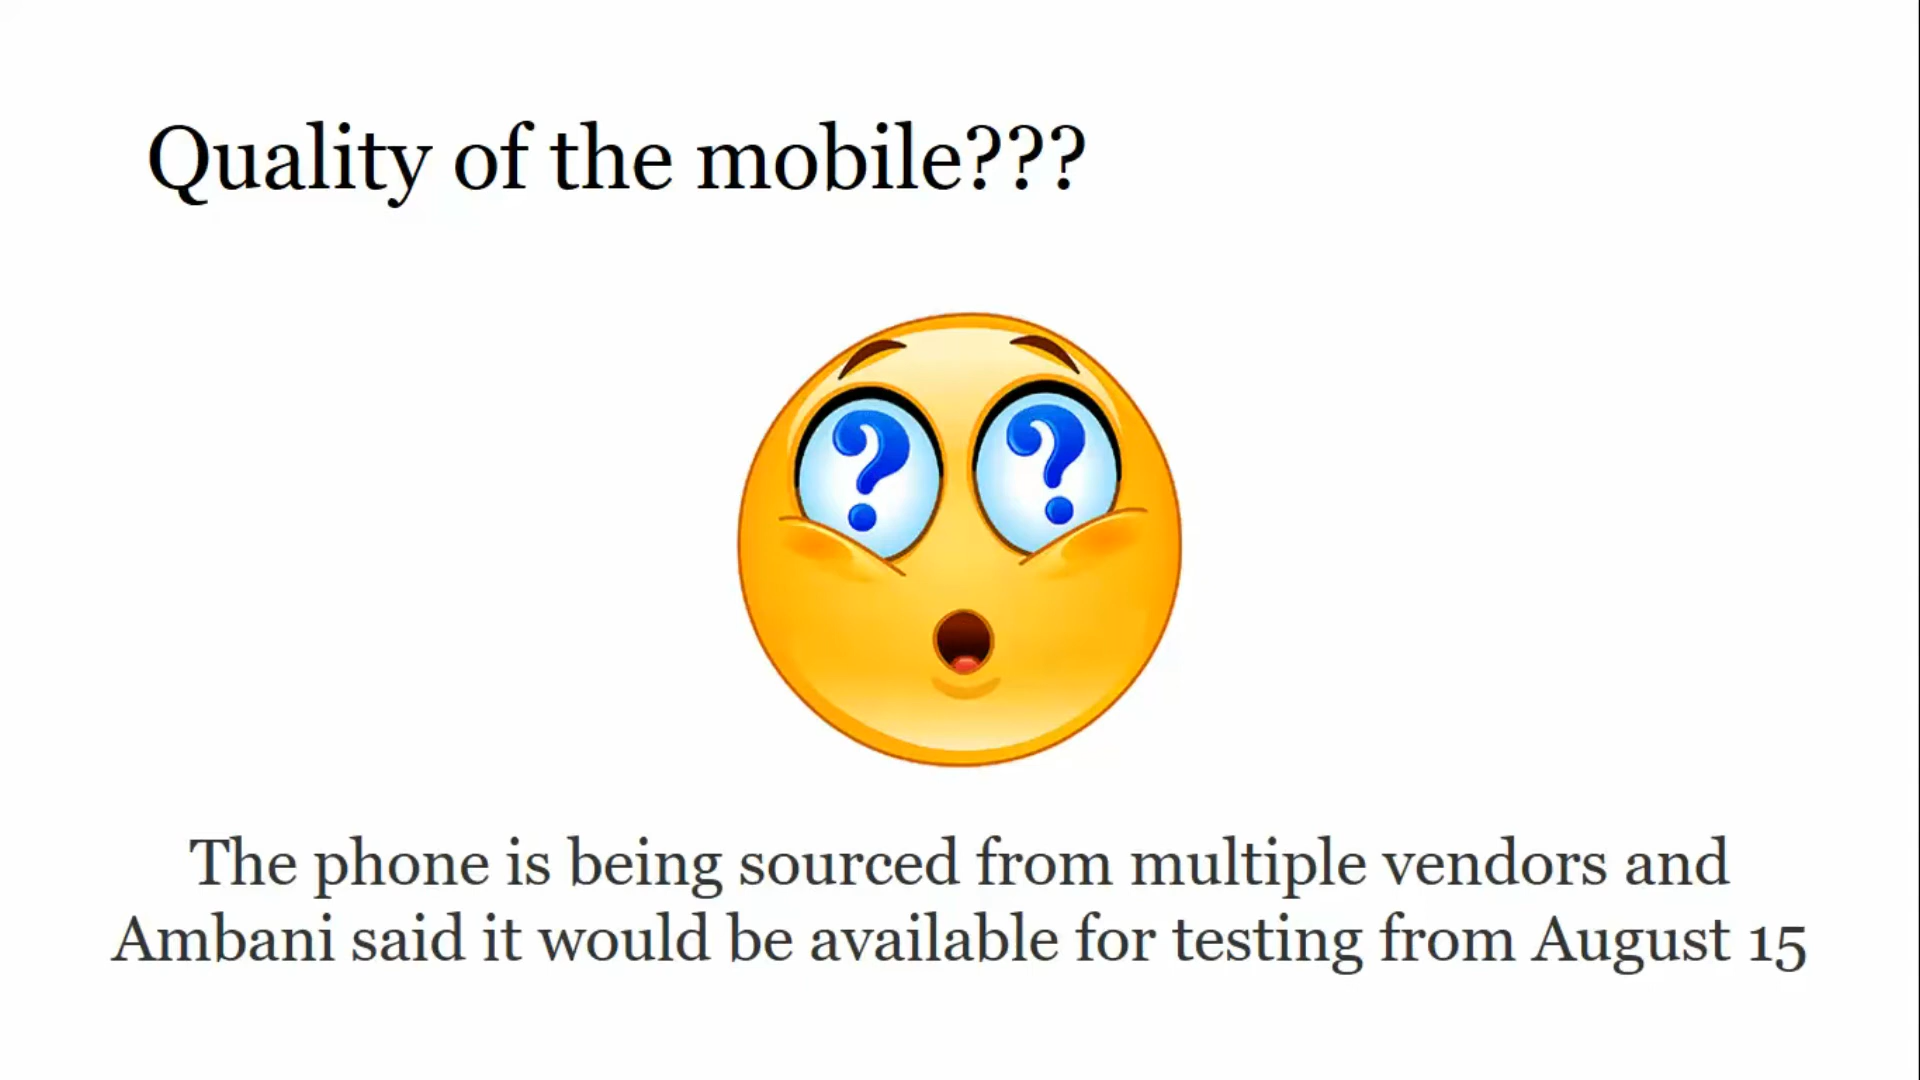 Quality of the mobile???
? ?
The phone is being sourced from multiple vendors and
Ambani said it would be available for testing from August 15